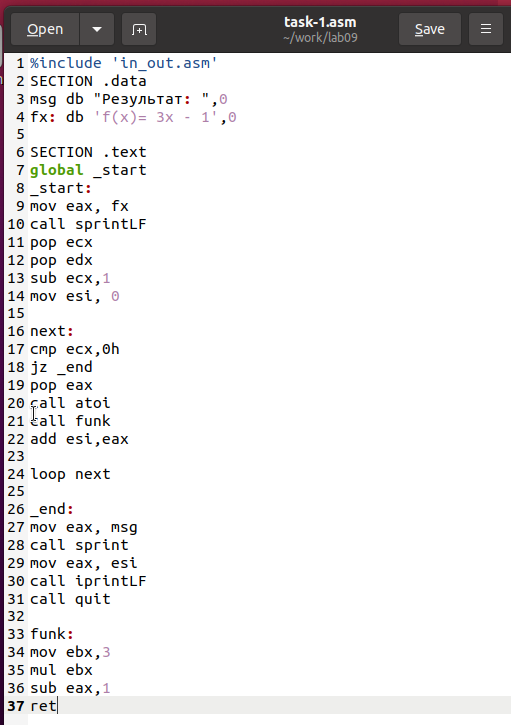 Open
task-1.asm
~/work/lab09
Save
1 %include 'in_out.asm'
2 SECTION .data
3 msg db "Результат: ",0
4 fx: db 'f(x)= 3x - 1',0
5
6 SECTION .text
7 global _start
8 _start:
9 mov eax, fx
10 call sprintLF
11 pop ecx
12 pop edx
13 sub ecx,1
14 mov esi, 0
15
16 next:
17 cmp ecx,0h
18 jz _end
19 pop eax
20 call atoi
21 call funk
22 add esi,eax
23
24 loop next
25
26 _end:
27 mov eax, msg
28 call sprint
29 mov eax, esi
30 call iprintLF
31 call quit
32
33 funk:
34 mov ebx,3
35 mul ebx
36 sub eax,1
37 ret